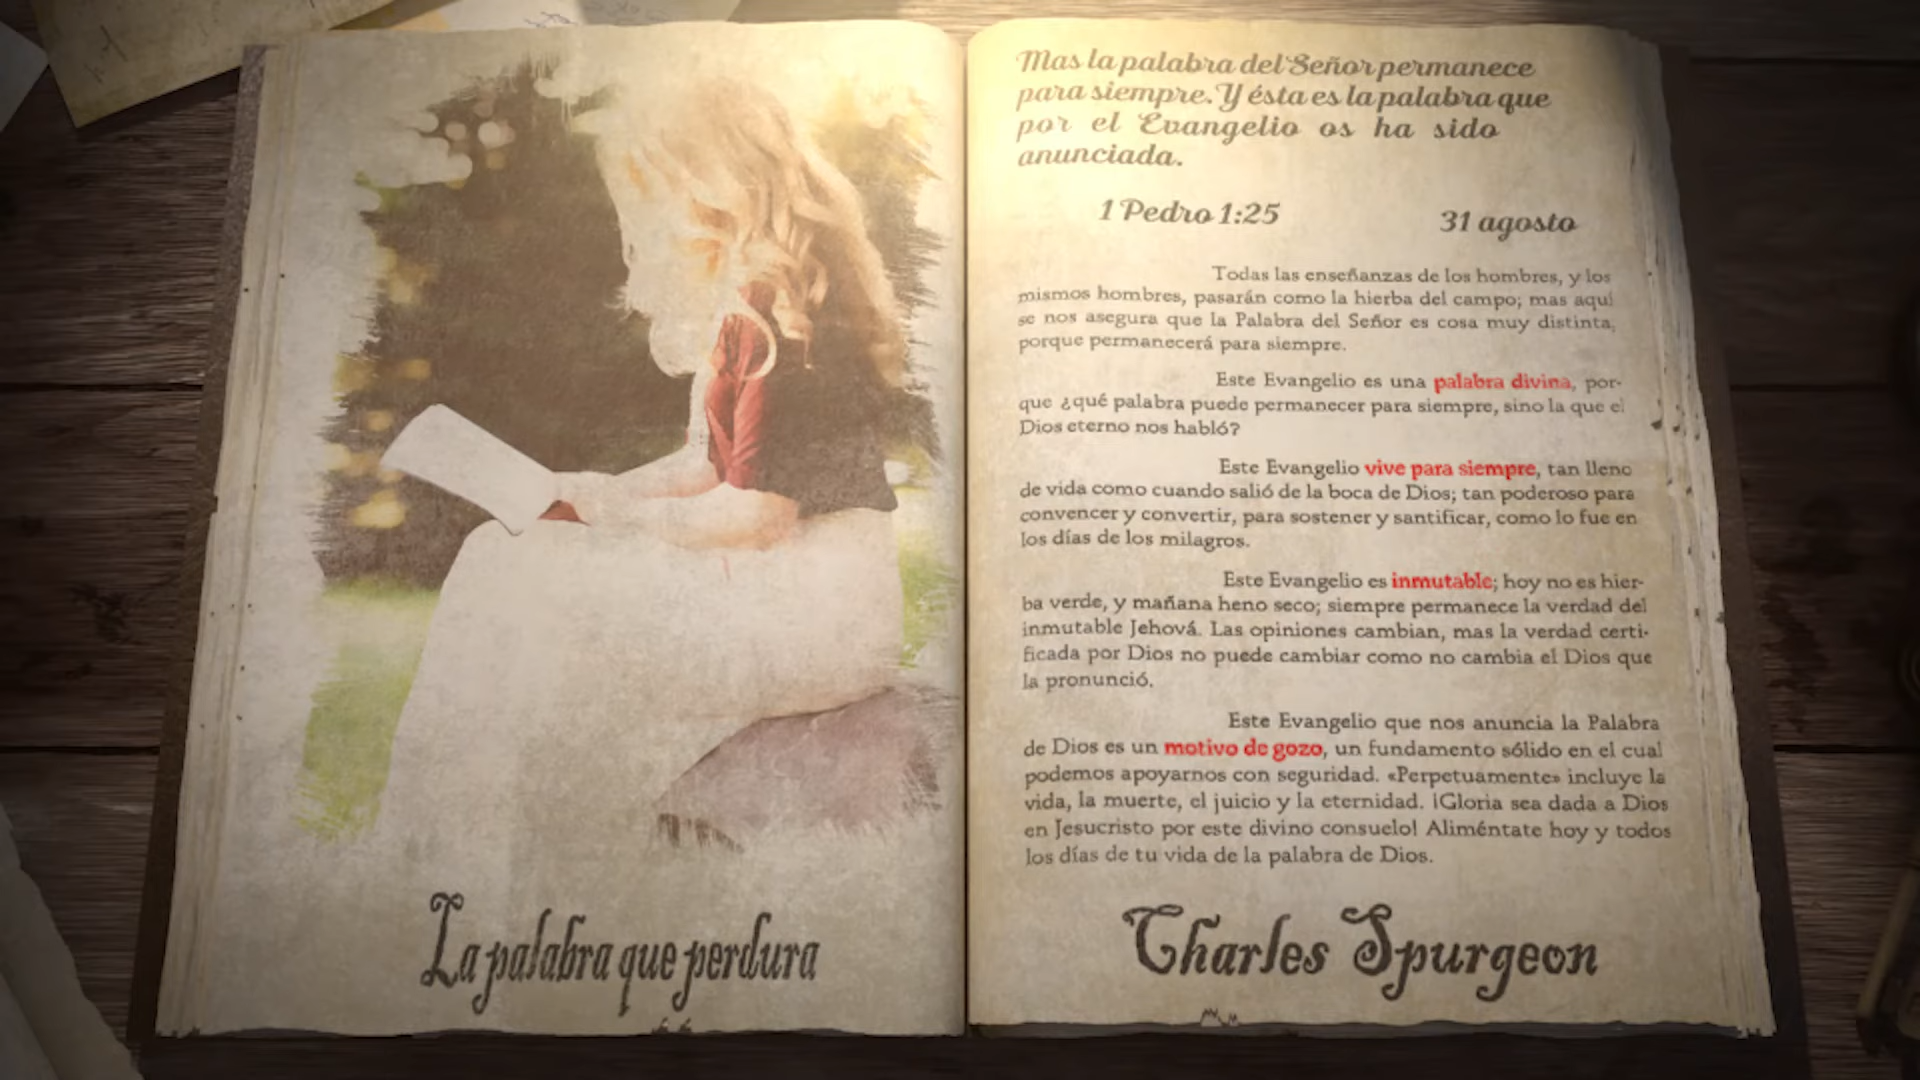 La palabra que perdura
Mas la palabra del Señor permanece
para siempre. Y ésta es la palabra que
por el Evangelio os ha sido
anunciada.
1 Pedro 1:25
31 agosto
Todas las enseñanzas de los hombres, y los
mismos hombres, pasarán como la hierba del campo; mas aquí
se nos asegura que la Palabra del Señor es cosa muy distinta,
porque permanecerá para siempre.
Este Evangelio es una palabra divina, por-
que ¿qué palabra puede permanecer para siempre, sino la que el
Dios eterno nos habló?
Este Evangelio vive para siempre, tan lleno
de vida como cuando salió de la boca de Dios; tan poderoso para
convencer y convertir, para sostener y santificar, como lo fue en
los días de los milagros.
Este Evangelio es inmutable; hoy no es hier-
ba verde, y mañana heno seco; siempre permanece la verdad del
inmutable Jehová. Las opiniones cambian, mas la verdad certi-
ficada por Dios no puede cambiar como no cambia el Dios que
la pronunció.
Este Evangelio que nos anuncia la Palabra
de Dios es un motivo de gozo, un fundamento sólido en el cual
podemos apoyarnos con seguridad. «Perpetuamente» incluye la
vida, la muerte, el juicio y la eternidad. ¡Gloria sea dada a Dios
en Jesucristo por este divino consuelo! Aliméntate hoy y todos
los días de tu vida de la palabra de Dios.
Charles Spurgeon